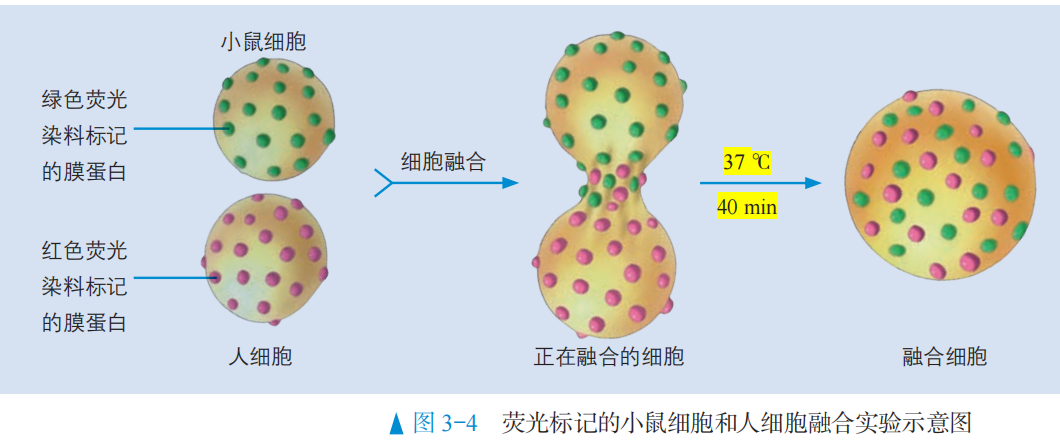 小鼠细胞
绿色荧光
染料标记
的膜蛋白
红色荧光
染料标记
的膜蛋白
人细胞
细胞融合
正在融合的细胞
37 ℃
40 min
融合细胞
▲ 图 3-4 荧光标记的小鼠细胞和人细胞融合实验示意图